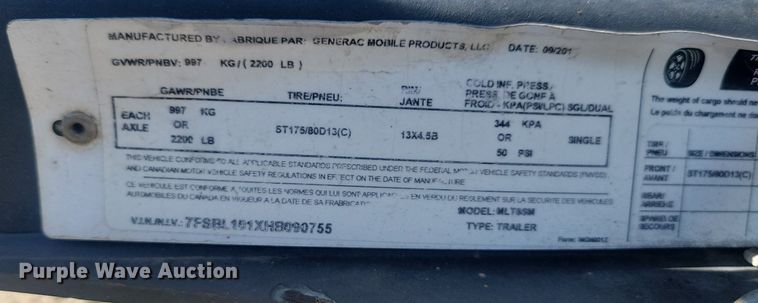 MANUFACTURED BY FABRIQUE PAR: GENERAC MOBILE PRODUCTS, LLC DATE: 09/201
GVWR/PNBV: 997 KG/( 2200 LB)
GAWR/PNBE TIRE/PNEU: RIM/ JANTE COLD INF. PRESS/ PRESS. DE GONF À FROID - KPA(PSI/LPC) SGL/DUAL
EACH AXLE 997 KG OR 2200 LB ST175/80D13(C) 13X4.5B 344 KPA OR 50 PSI SINGLE
THIS VEHICLE CONFORMS TO ALL APPLICABLE STANDARDS PRESCRIBED UNDER THE FEDERAL MOTOR VEHICLE SAFETY STANDARDS (FMVSS)
AND CANADIAN MOTOR VEHICLE SAFETY REGULATIONS IN EFFECT ON THE DATE OF MANUFACTURE
CE VÉHICULE EST CONFORME À TOUTES LES NORMES QUI LUI SONT APPLICABLES EN VERTU DU RÈGLEMENT SUR LA SÉCURITÉ DES VÉHICULES
AUTOMOBILES DU CANADA EN VIGUEUR À LA DATE DE SA FABRICATION
V.I.N./N.I.V.: 7FSBL101XHB090755 MODEL: MLT6SM
TYPE: TRAILER
The weight of cargo should ne
Le poids du chargement ne do
TIRE / PNEU SIZE / DIMENSIONS
FRONT / AVANT ST175/80D13(C)
REAR/ ARRIÈRE
SPARE/ DE SECOURS
Purple Wave Auction